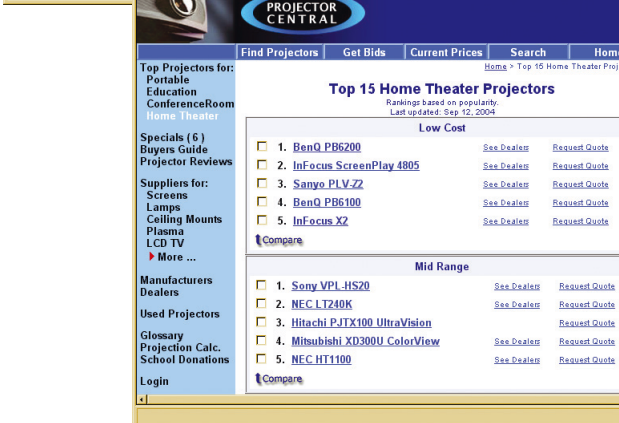 PROJECTOR
CENTRAL
Find Projectors Get Bids Current Prices Search Hom
Home > Top 15 Home Theater Proj
Top Projectors for:
Portable
Education
ConferenceRoom
Home Theater
Specials ( 6 )
Buyers Guide
Projector Reviews
Suppliers for:
Screens
Lamps
Ceiling Mounts
Plasma
LCD TV
More ...
Manufacturers
Dealers
Used Projectors
Glossary
Projection Calc.
School Donations
Login
Top 15 Home Theater Projectors
Rankings based on popularity.
Last updated: Sep 12, 2004
Low Cost
1. BenQ PB6200 See Dealers Request Quote
2. InFocus ScreenPlay 4805 See Dealers Request Quote
3. Sanyo PLV-Z2 See Dealers Request Quote
4. BenQ PB6100 See Dealers Request Quote
5. InFocus X2 See Dealers Request Quote
Compare
Mid Range
1. Sony VPL-HS20 See Dealers Request Quote
2. NEC LT240K See Dealers Request Quote
3. Hitachi PJTX100 UltraVision Request Quote
4. Mitsubishi XD300U ColorView See Dealers Request Quote
5. NEC HT1100 See Dealers Request Quote
Compare